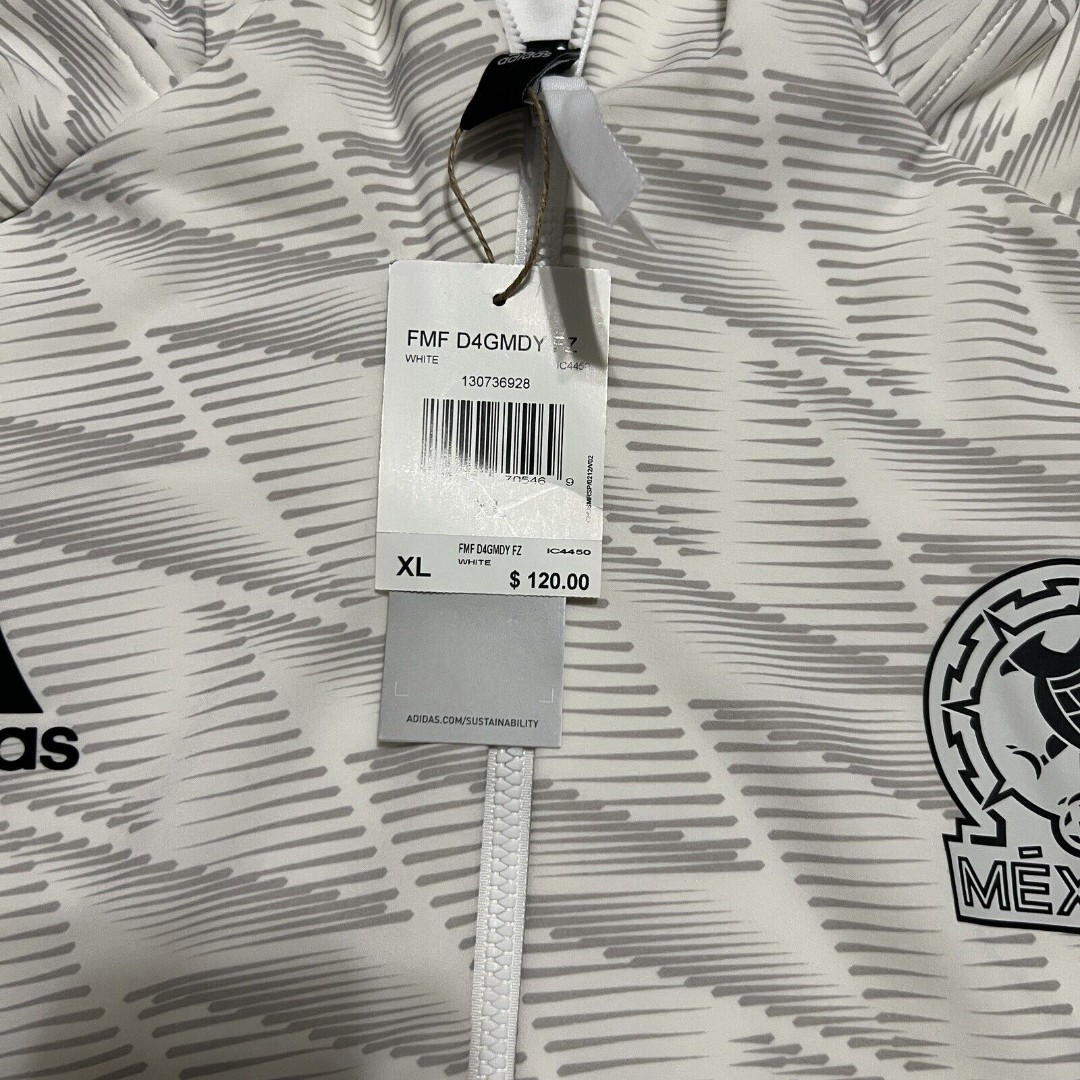 adidas
FMF D4GMDY FZ
WHITE
IC4450
130736928
70546 9
XL
FMF D4GMDY FZ
IC4450
WHITE
$ 120.00
ADIDAS.COM/SUSTAINABILITY
das
MÉX